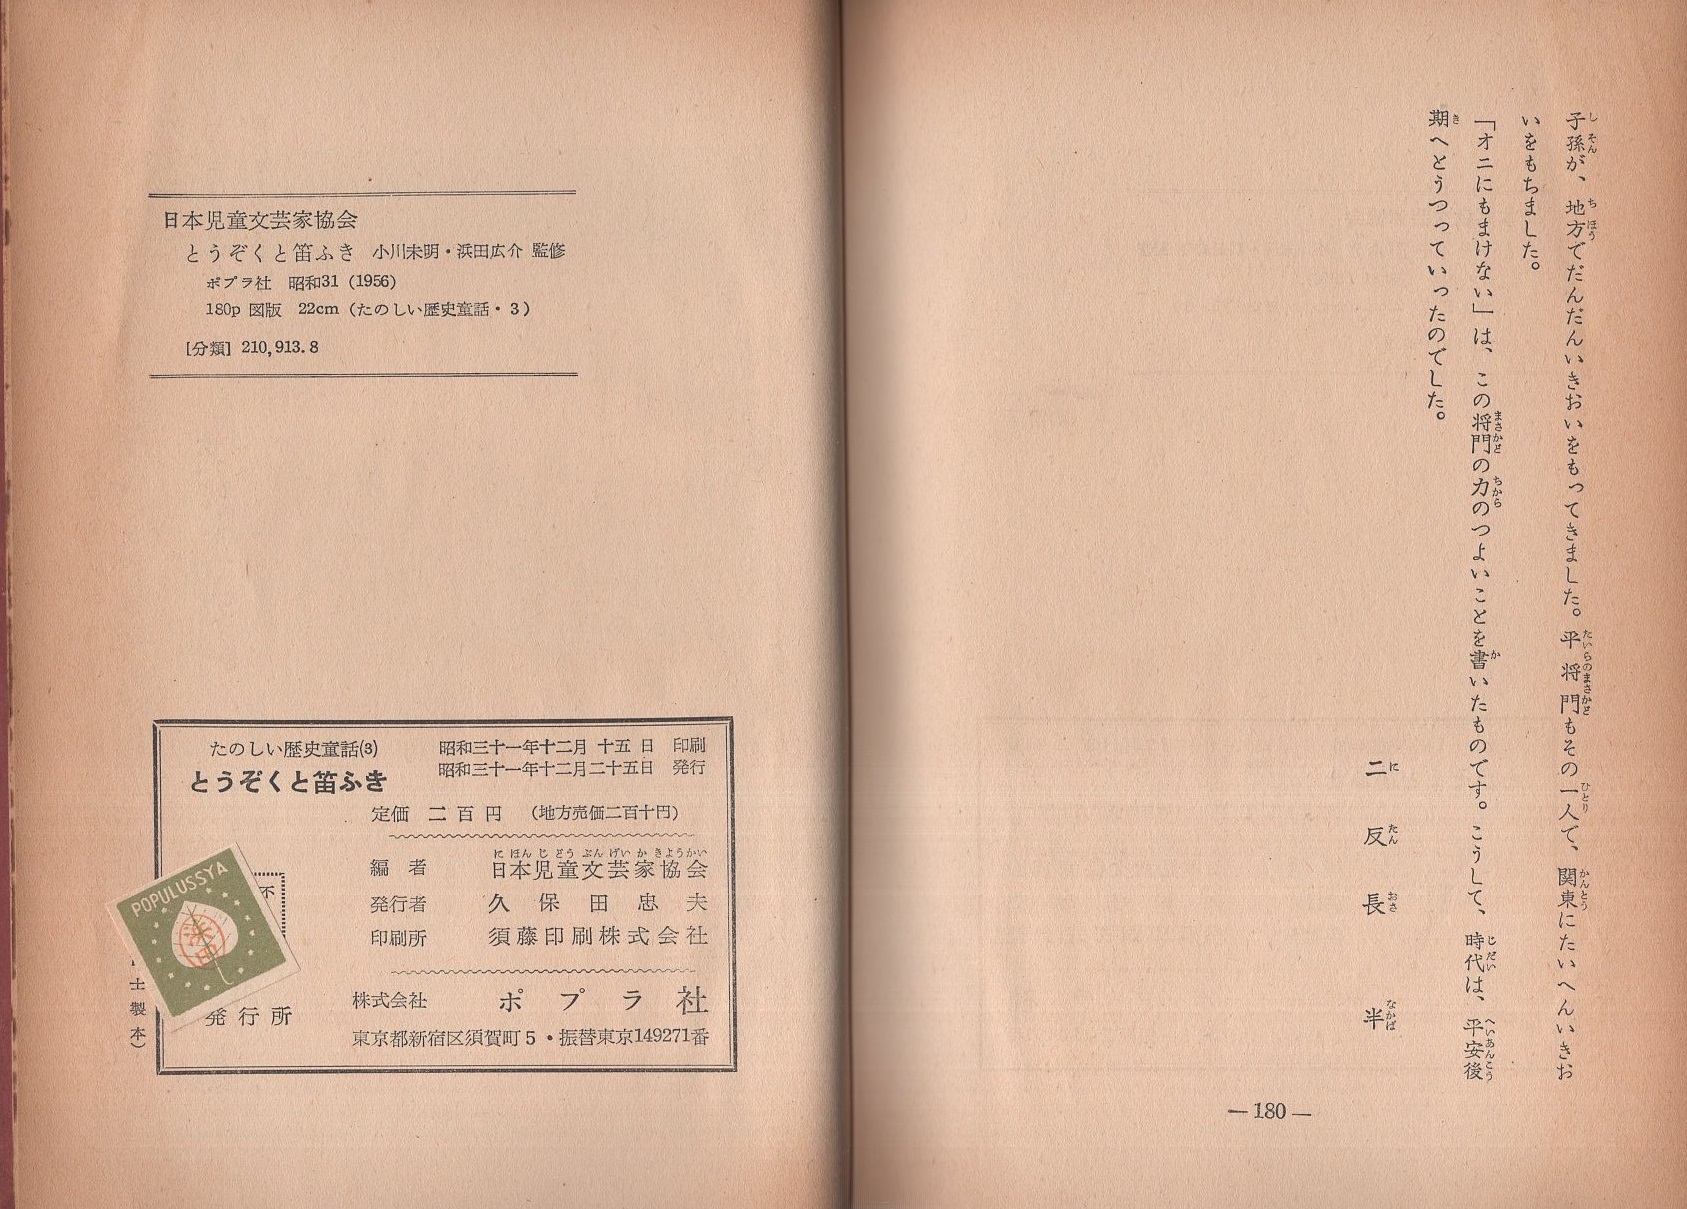 子孫が、地方でだんだんいきおいをもってきました。平将門もその一人で、関東にたいへんいきお
いをもちました。
「オニにもまけない」は、この将門の力のつよいことを書いたものです。こうして、時代は、平安後
期へとうつっていったのでした。
二反長半
—180—
日本児童文芸家協会
とうぞくと笛ふき 小川未明・浜田広介 監修
ポプラ社 昭和31 (1956)
180p 図版 22cm (たのしい歴史童話・3)
[分類] 210,913.8
たのしい歴史童話(3)
とうぞくと笛ふき
昭和三十一年十二月 十五 日 印刷
昭和三十一年十二月二十五日 発行
定価 二百円 (地方売価二百十円)
編者 日本児童文芸家協会
発行者 久保田忠夫
印刷所 須藤印刷株式会社
発行所 株式会社 ポプラ社
東京都新宿区須賀町5・振替東京149271番
不
POPULUSSYA
士製本)